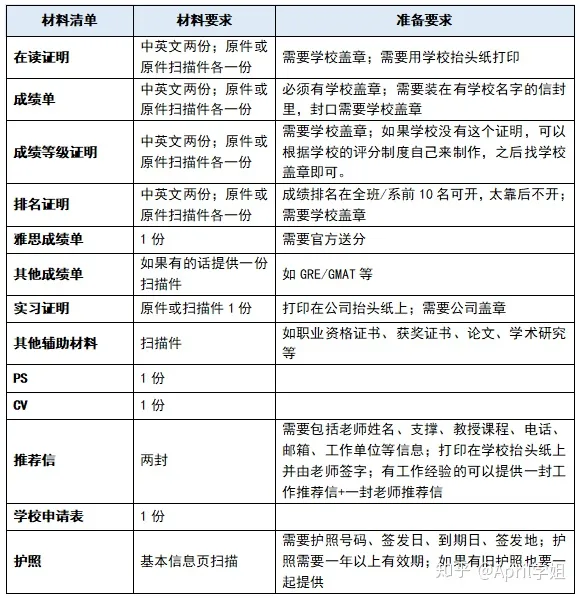 材料清单 材料要求 准备要求
在读证明 中英文两份；原件或 需要学校盖章；需要用学校抬头纸打印
原件扫描件各一份
成绩单 中英文两份；原件或 必须有学校盖章；需要装在有学校名字的信封
原件扫描件各一份 里，封口需要学校盖章
成绩等级证明 中英文两份；原件或 需要学校盖章；如果学校没有这个证明，可以
原件扫描件各一份 根据学校的评分制度自己来制作，之后找学校
盖章即可。
排名证明 中英文两份；原件或 成绩排名在全班/系前 10 名可开，太靠后不开；
原件扫描件各一份 需要学校盖章
雅思成绩单 1 份 需要官方送分
其他成绩单 如果有的话提供一份 如 GRE/GMAT 等
扫描件
实习证明 原件或扫描件 1 份 打印在公司抬头纸上；需要公司盖章
其他辅助材料 扫描件 如职业资格证书、获奖证书、论文、学术研究
等
PS 1 份
CV 1 份
推荐信 两封 需要包括老师姓名、支撑、教授课程、电话、
邮箱、工作单位等信息；打印在学校抬头纸上
并由老师签字；有工作经验的可以提供一封工
作推荐信+一封老师推荐信
学校申请表 1 份
护照 基本信息页扫描 需要护照号码、签发日、到期日、签发地；护
照需要一年以上有效期；如果有旧护照也要一
起提供
知乎 @April学姐